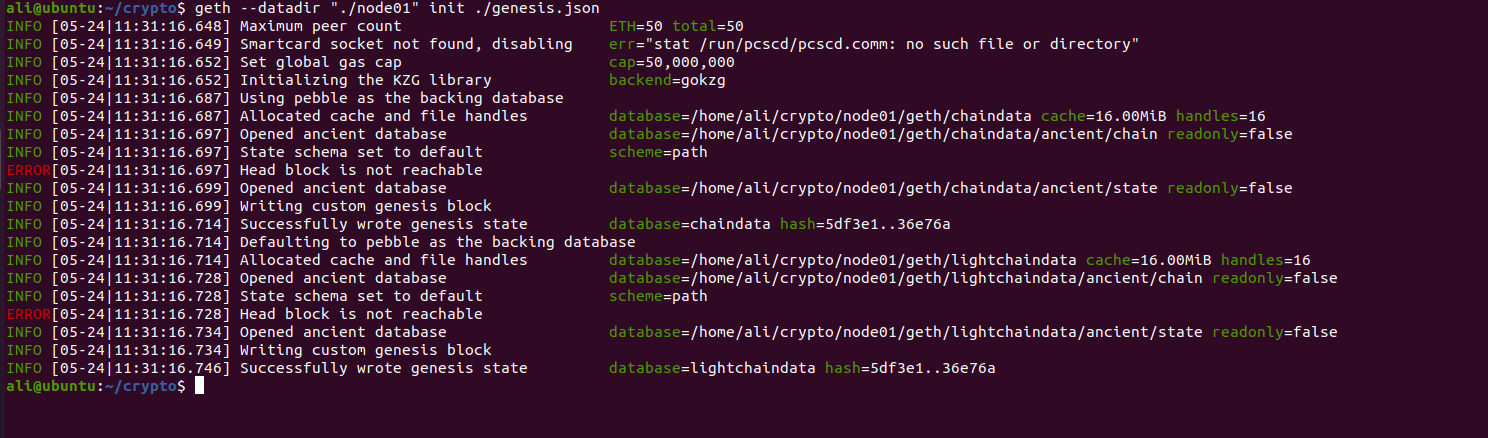 ali@ubuntu:~/crypto$ geth --datadir "./node01" init ./genesis.json
INFO [05-24|11:31:16.648] Maximum peer count                       ETH=50 total=50
INFO [05-24|11:31:16.649] Smartcard socket not found, disabling    err="stat /run/pcscd/pcscd.comm: no such file or directory"
INFO [05-24|11:31:16.652] Set global gas cap                       cap=50,000,000
INFO [05-24|11:31:16.652] Initializing the KZG library             backend=gokzg
INFO [05-24|11:31:16.687] Using pebble as the backing database
INFO [05-24|11:31:16.687] Allocated cache and file handles         database=/home/ali/crypto/node01/geth/chaindata cache=16.00MiB handles=16
INFO [05-24|11:31:16.697] Opened ancient database                  database=/home/ali/crypto/node01/geth/chaindata/ancient/chain readonly=false
INFO [05-24|11:31:16.697] State schema set to default              scheme=path
ERROR[05-24|11:31:16.697] Head block is not reachable
INFO [05-24|11:31:16.699] Opened ancient database                  database=/home/ali/crypto/node01/geth/chaindata/ancient/state readonly=false
INFO [05-24|11:31:16.699] Writing custom genesis block
INFO [05-24|11:31:16.714] Successfully wrote genesis state         database=chaindata hash=5df3e1..36e76a
INFO [05-24|11:31:16.714] Defaulting to pebble as the backing database
INFO [05-24|11:31:16.714] Allocated cache and file handles         database=/home/ali/crypto/node01/geth/lightchaindata cache=16.00MiB handles=16
INFO [05-24|11:31:16.728] Opened ancient database                  database=/home/ali/crypto/node01/geth/lightchaindata/ancient/chain readonly=false
INFO [05-24|11:31:16.728] State schema set to default              scheme=path
ERROR[05-24|11:31:16.728] Head block is not reachable
INFO [05-24|11:31:16.734] Opened ancient database                  database=/home/ali/crypto/node01/geth/lightchaindata/ancient/state readonly=false
INFO [05-24|11:31:16.734] Writing custom genesis block
INFO [05-24|11:31:16.746] Successfully wrote genesis state         database=lightchaindata hash=5df3e1..36e76a
ali@ubuntu:~/crypto$